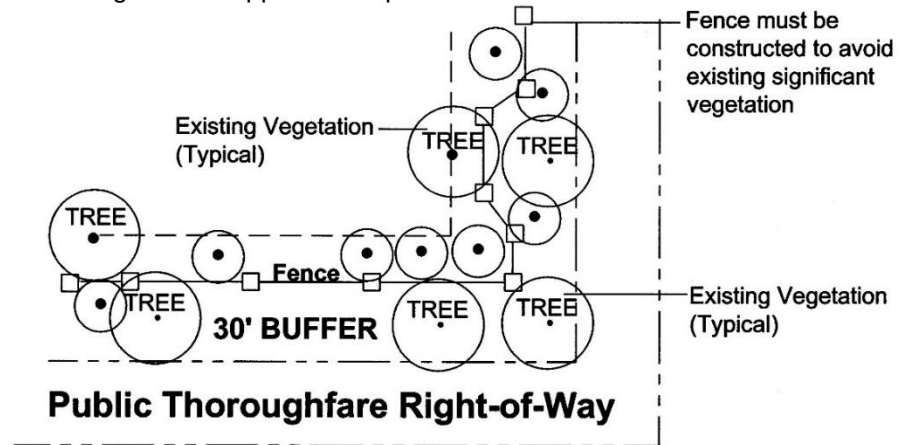 Fence must be
constructed to avoid
existing significant
vegetation
Existing Vegetation
(Typical)
TREE
TREE
TREE
Fence
TREE
TREE
TREE
30' BUFFER
Existing Vegetation
(Typical)
Public Thoroughfare Right-of-Way